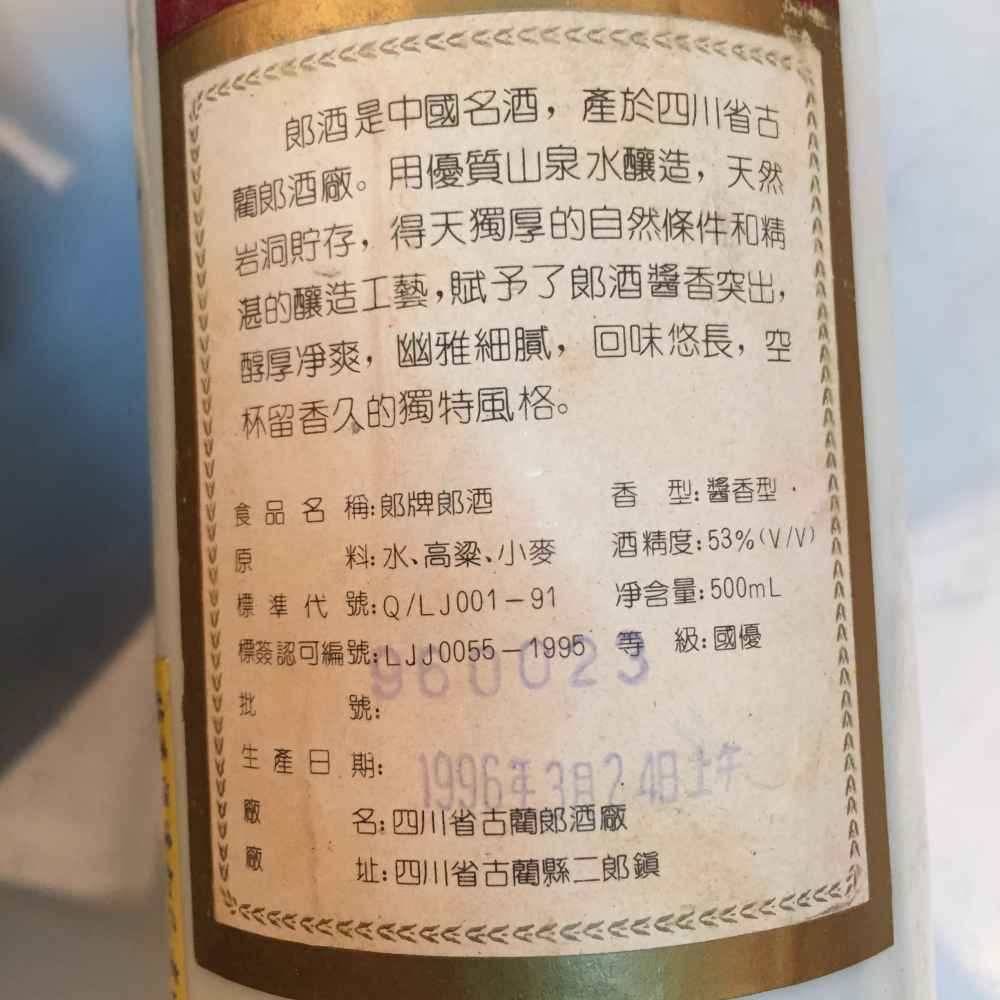 郎酒是中國名酒，產於四川省古
藺郎酒廠。用優質山泉水釀造，天然
岩洞貯存，得天獨厚的自然條件和精
湛的釀造工藝，賦予了郎酒醬香突出，
醇厚凈爽，幽雅細膩，回味悠長，空
杯留香久的獨特風格。
食品名稱:郎牌郎酒 香型:醬香型
原料:水、高粱、小麥 酒精度:53%(V/V)
標準代號:Q/LJ001－91 凈含量:500mL
標簽認可編號:LJJ0055－1995 等級:國優
960023
批號:
生產日期: 1996年3月24日上午
廠名:四川省古藺郎酒廠
廠址:四川省古藺縣二郎鎮